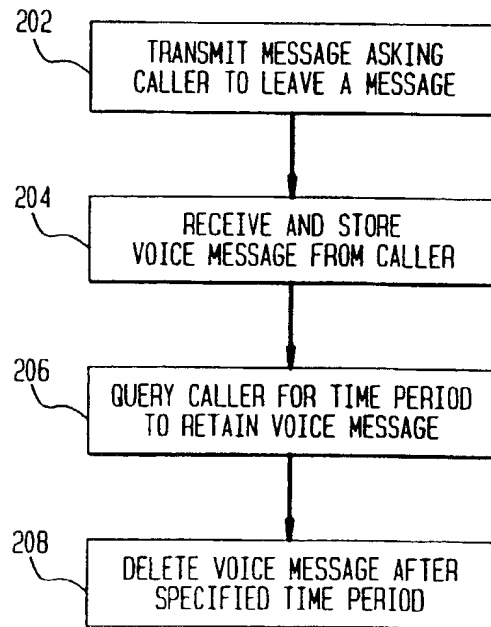 202
TRANSMIT MESSAGE ASKING
CALLER TO LEAVE A MESSAGE
204
RECEIVE AND STORE
VOICE MESSAGE FROM CALLER
206
QUERY CALLER FOR TIME PERIOD
TO RETAIN VOICE MESSAGE
208
DELETE VOICE MESSAGE AFTER
SPECIFIED TIME PERIOD